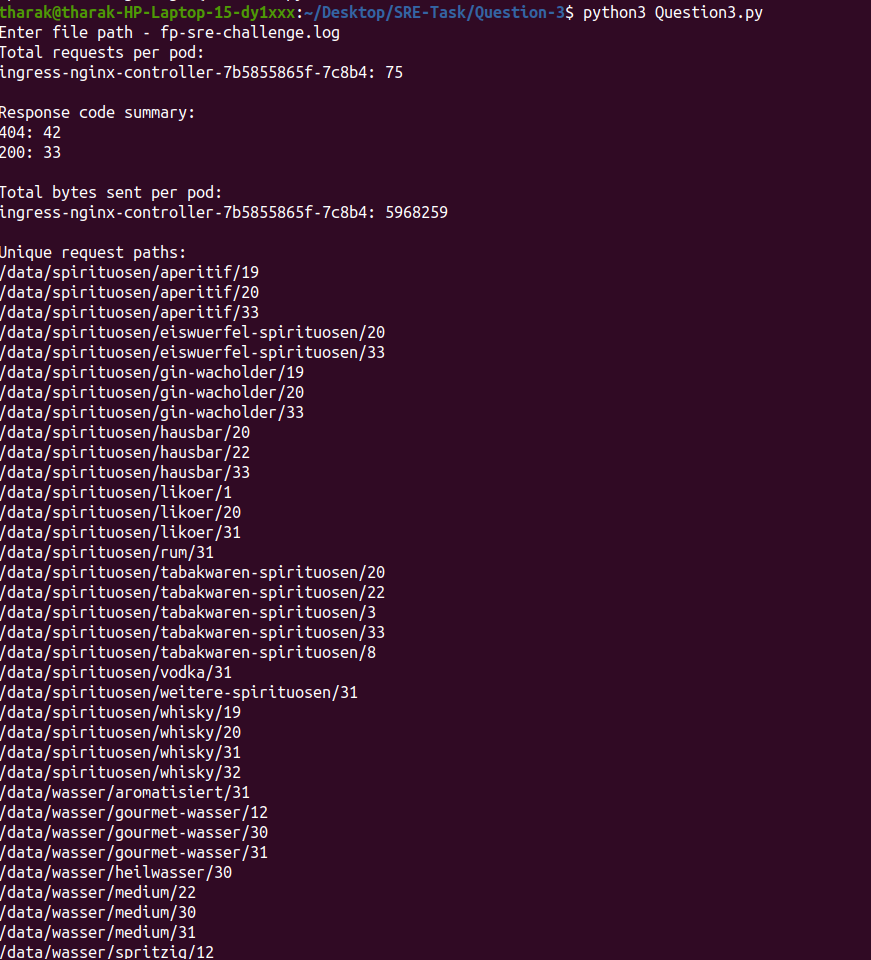 tharak@tharak-HP-Laptop-15-dy1xxx:~/Desktop/SRE-Task/Question-3$ python3 Question3.py
Enter file path - fp-sre-challenge.log
Total requests per pod:
ingress-nginx-controller-7b5855865f-7c8b4: 75

Response code summary:
404: 42
200: 33

Total bytes sent per pod:
ingress-nginx-controller-7b5855865f-7c8b4: 5968259

Unique request paths:
/data/spirituosen/aperitif/19
/data/spirituosen/aperitif/20
/data/spirituosen/aperitif/33
/data/spirituosen/eiswuerfel-spirituosen/20
/data/spirituosen/eiswuerfel-spirituosen/33
/data/spirituosen/gin-wacholder/19
/data/spirituosen/gin-wacholder/20
/data/spirituosen/gin-wacholder/33
/data/spirituosen/hausbar/20
/data/spirituosen/hausbar/22
/data/spirituosen/hausbar/33
/data/spirituosen/likoer/1
/data/spirituosen/likoer/20
/data/spirituosen/likoer/31
/data/spirituosen/rum/31
/data/spirituosen/tabakwaren-spirituosen/20
/data/spirituosen/tabakwaren-spirituosen/22
/data/spirituosen/tabakwaren-spirituosen/3
/data/spirituosen/tabakwaren-spirituosen/33
/data/spirituosen/tabakwaren-spirituosen/8
/data/spirituosen/vodka/31
/data/spirituosen/weitere-spirituosen/31
/data/spirituosen/whisky/19
/data/spirituosen/whisky/20
/data/spirituosen/whisky/31
/data/spirituosen/whisky/32
/data/wasser/aromatisiert/31
/data/wasser/gourmet-wasser/12
/data/wasser/gourmet-wasser/30
/data/wasser/gourmet-wasser/31
/data/wasser/heilwasser/30
/data/wasser/medium/22
/data/wasser/medium/30
/data/wasser/medium/31
/data/wasser/spritzig/12